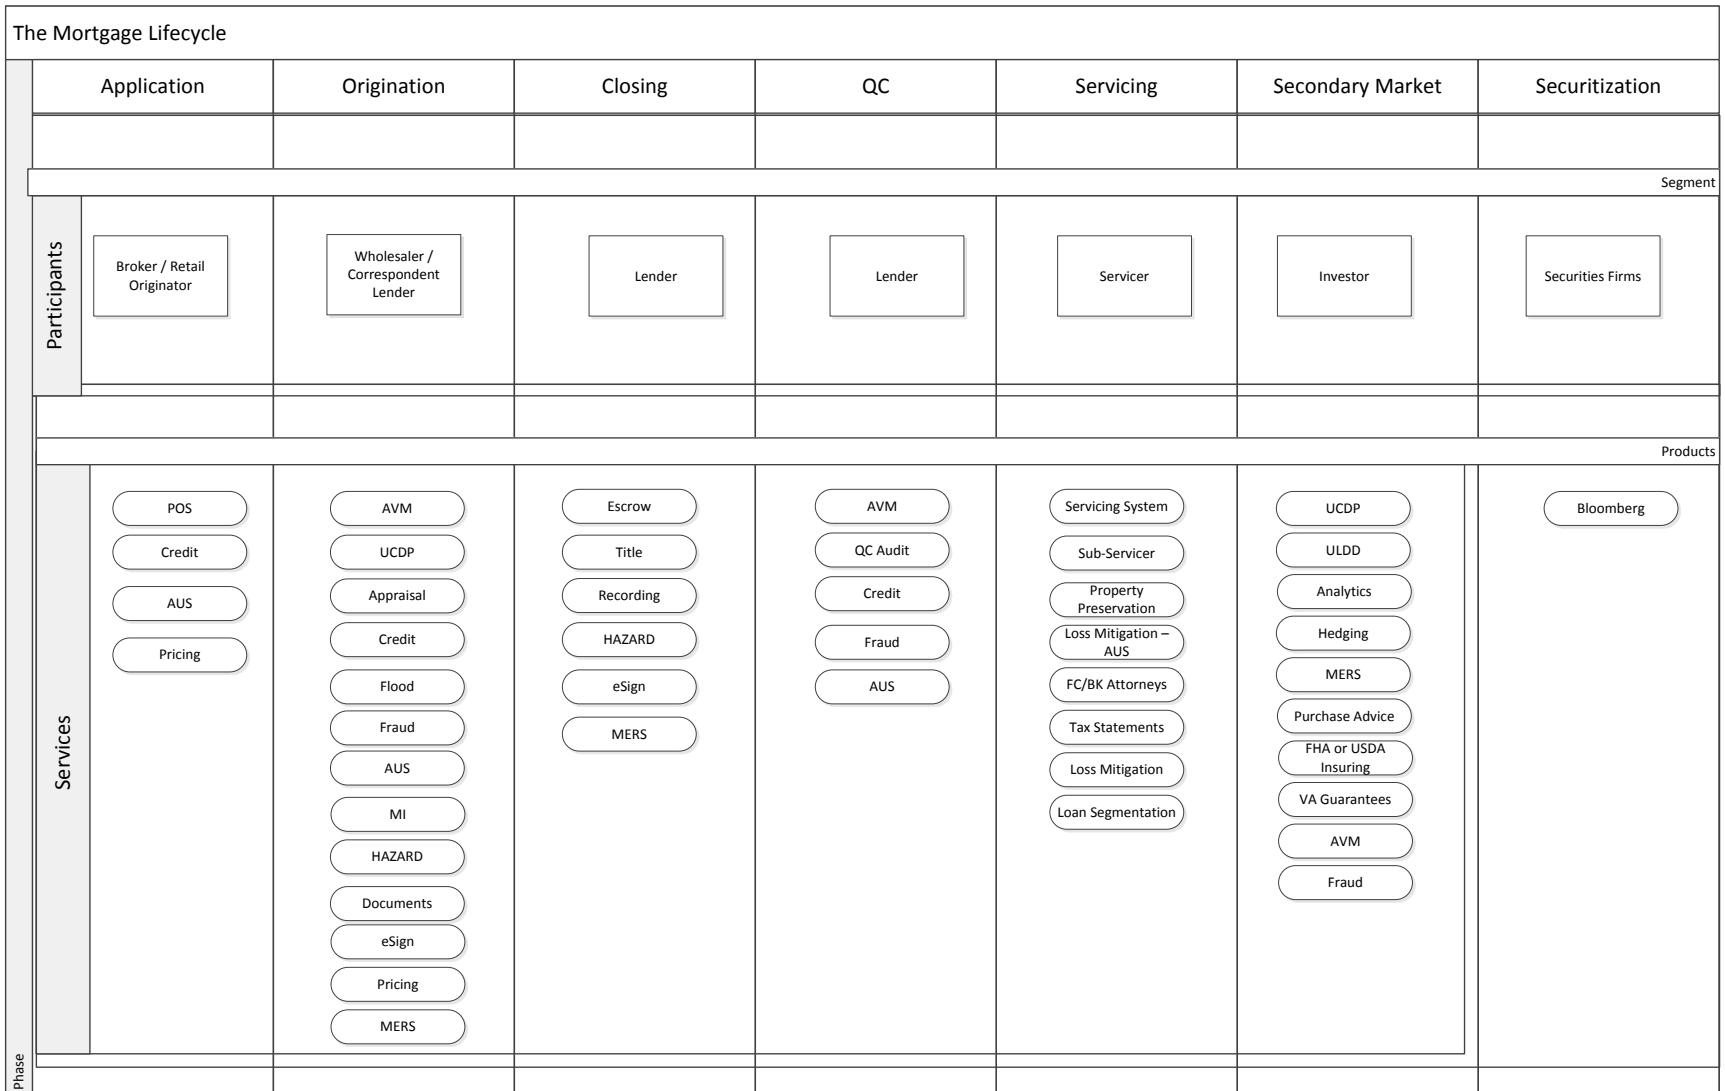 The Mortgage Lifecycle
Application
Origination
Closing
QC
Servicing
Secondary Market
Securitization
Segment
Participants
Broker / Retail
Originator
Wholesaler /
Correspondent
Lender
Lender
Lender
Servicer
Investor
Securities Firms
Products
Services
POS
Credit
AUS
Pricing
AVM
UCDP
Appraisal
Credit
Flood
Fraud
AUS
MI
HAZARD
Documents
eSign
Pricing
MERS
Escrow
Title
Recording
HAZARD
eSign
MERS
AVM
QC Audit
Credit
Fraud
AUS
Servicing System
Sub-Servicer
Property
Preservation
Loss Mitigation –
AUS
FC/BK Attorneys
Tax Statements
Loss Mitigation
Loan Segmentation
UCDP
ULDD
Analytics
Hedging
MERS
Purchase Advice
FHA or USDA
Insuring
VA Guarantees
AVM
Fraud
Bloomberg
Phase